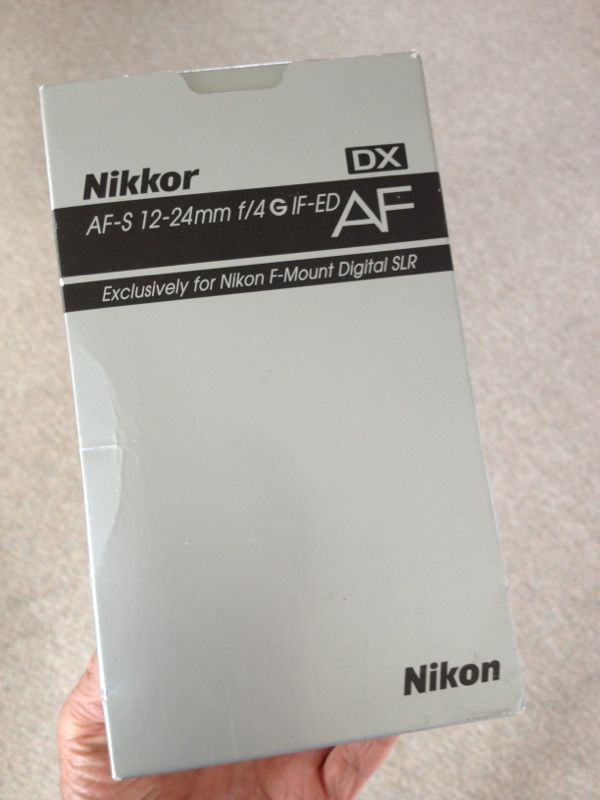 DX
Nikkor
AF-S 12-24mm f/4 G IF-ED AF
Exclusively for Nikon F-Mount Digital SLR
Nikon